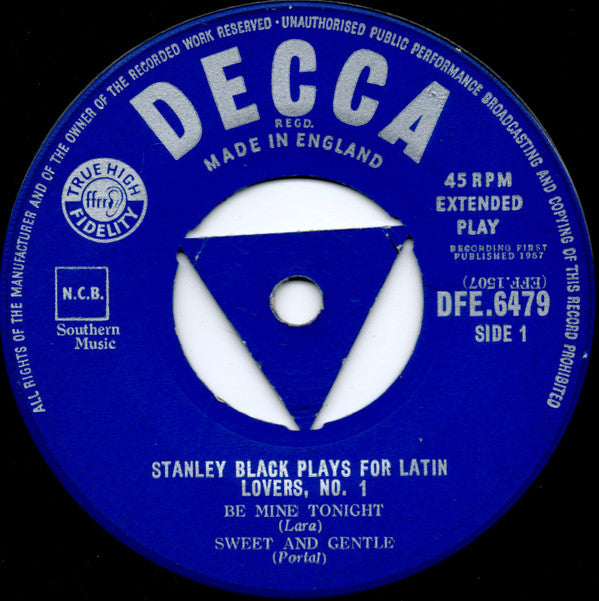 ALL RIGHTS OF THE MANUFACTURER AND OF THE OWNER OF THE RECORDED WORK RESERVED · UNAUTHORISED PUBLIC PERFORMANCE BROADCASTING AND COPYING OF THIS RECORD PROHIBITED
DECCA
REGD.
MADE IN ENGLAND
TRUE HIGH
ffrr
FIDELITY
45 RPM
EXTENDED
PLAY
RECORDING FIRST
PUBLISHED 1957
N.C.B.
Southern
Music
(EFF.1507)
DFE.6479
SIDE 1
STANLEY BLACK PLAYS FOR LATIN
LOVERS, NO. 1
BE MINE TONIGHT
(Lara)
SWEET AND GENTLE
(Portal)